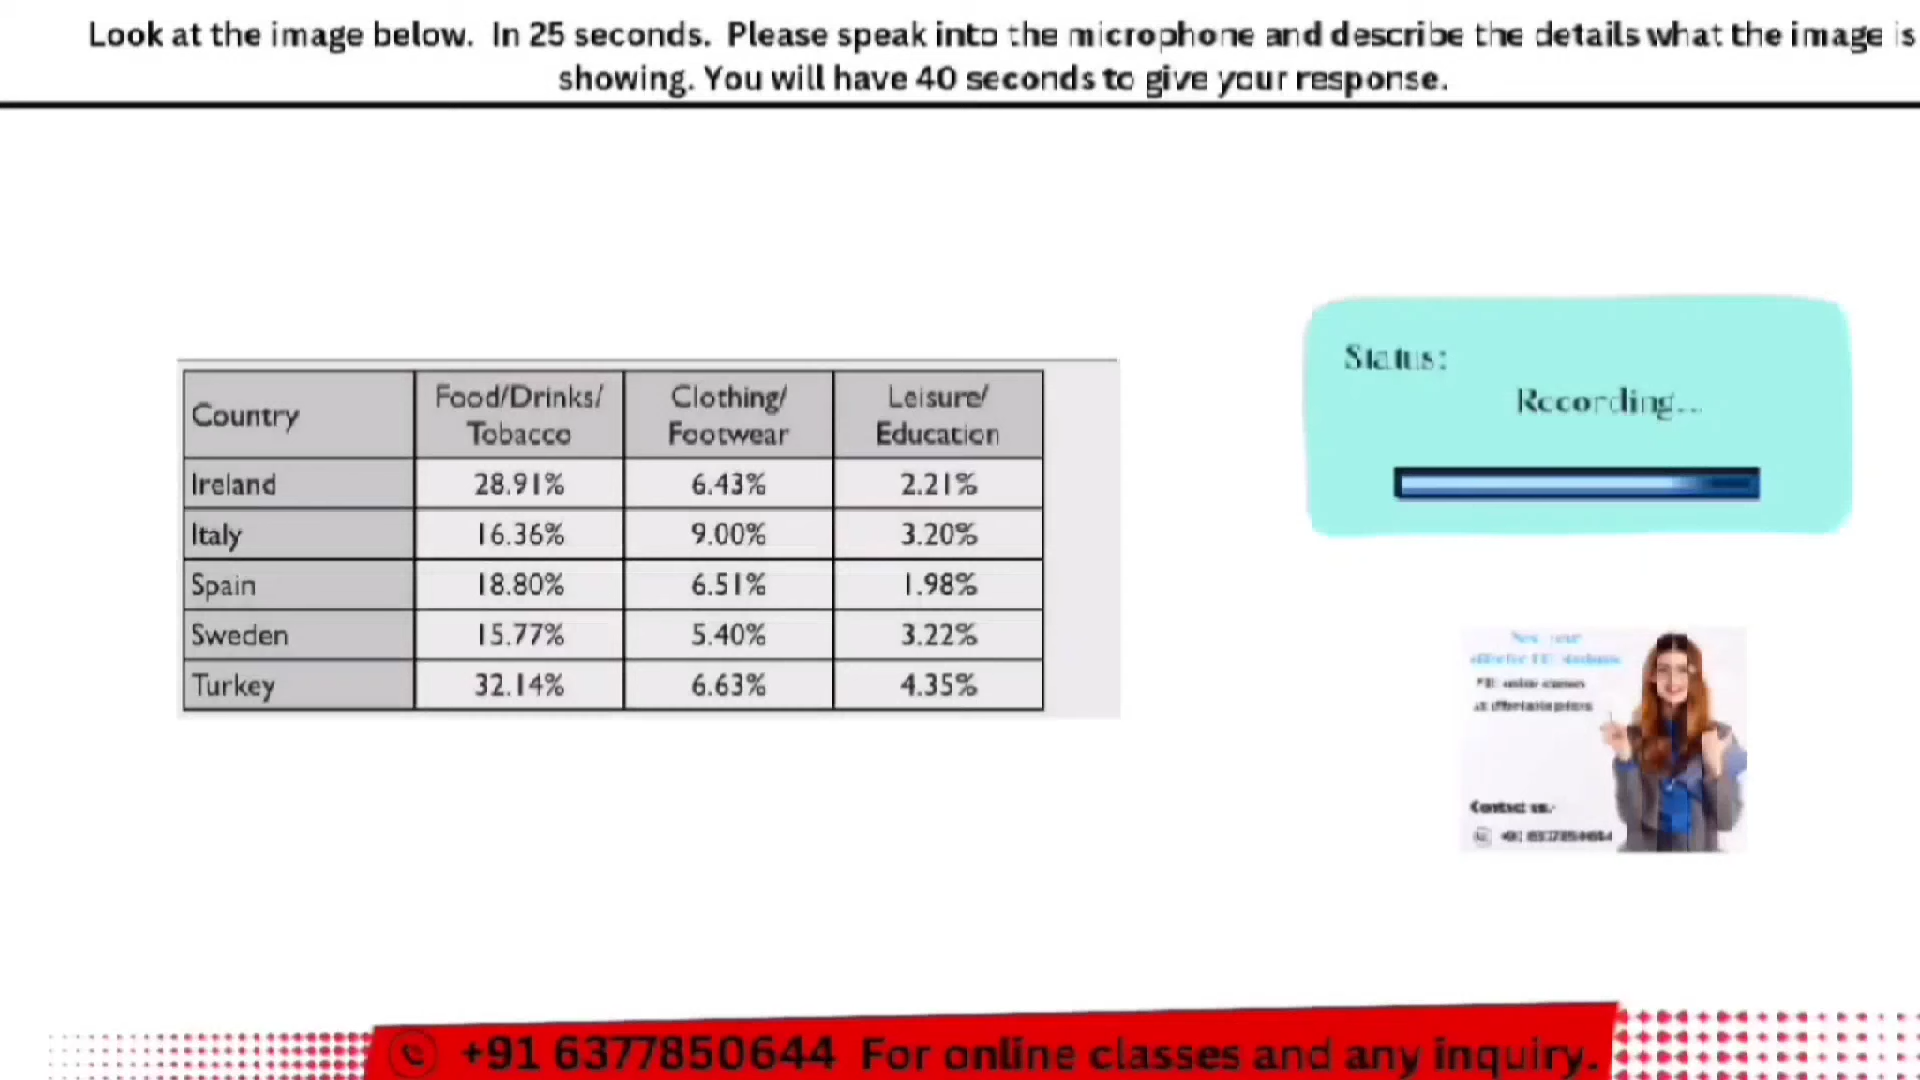 Look at the image below. In 25 seconds. Please speak into the microphone and describe the details what the image is
showing. You will have 40 seconds to give your response.
Country Food/Drinks/ Tobacco Clothing/ Footwear Leisure/ Education
Ireland 28.91% 6.43% 2.21%
Italy 16.36% 9.00% 3.20%
Spain 18.80% 6.51% 1.98%
Sweden 15.77% 5.40% 3.22%
Turkey 32.14% 6.63% 4.35%
Status:
Recording...
Contact us:-
+91 6377850644
+91 6377850644 For online classes and any inquiry.